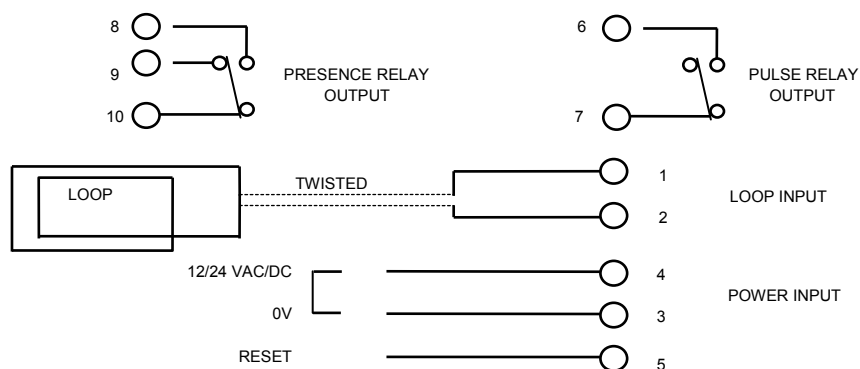 8
9
10
PRESENCE RELAY
OUTPUT
6
7
PULSE RELAY
OUTPUT
LOOP
TWISTED
1
2
LOOP INPUT
12/24 VAC/DC
0V
RESET
4
3
5
POWER INPUT